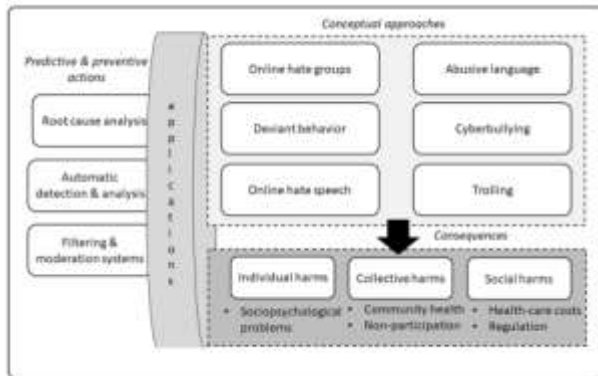 Conceptual approaches
Predictive & preventive
actions
Root cause analysis
Automatic
detection & analysis
Filtering &
moderation systems
applications
Online hate groups
Abusive language
Deviant behavior
Cyberbullying
Online hate speech
Trolling
Consequences
Individual harms
Collective harms
Social harms
• Sociopsychological
problems
• Community health
• Non-participation
• Health-care costs
• Regulation